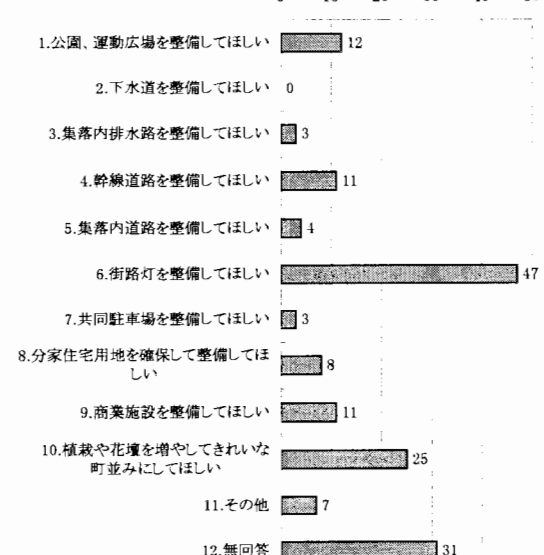 1.公園、運動広場を整備してほしい 12
2.下水道を整備してほしい 0
3.集落内排水路を整備してほしい 3
4.幹線道路を整備してほしい 11
5.集落内道路を整備してほしい 4
6.街路灯を整備してほしい 47
7.共同駐車場を整備してほしい 3
8.分家住宅用地を確保して整備してほ
しい 8
9.商業施設を整備してほしい 11
10.植栽や花壇を増やしてきれいな
町並みにしてほしい 25
11.その他 7
12.無回答 31